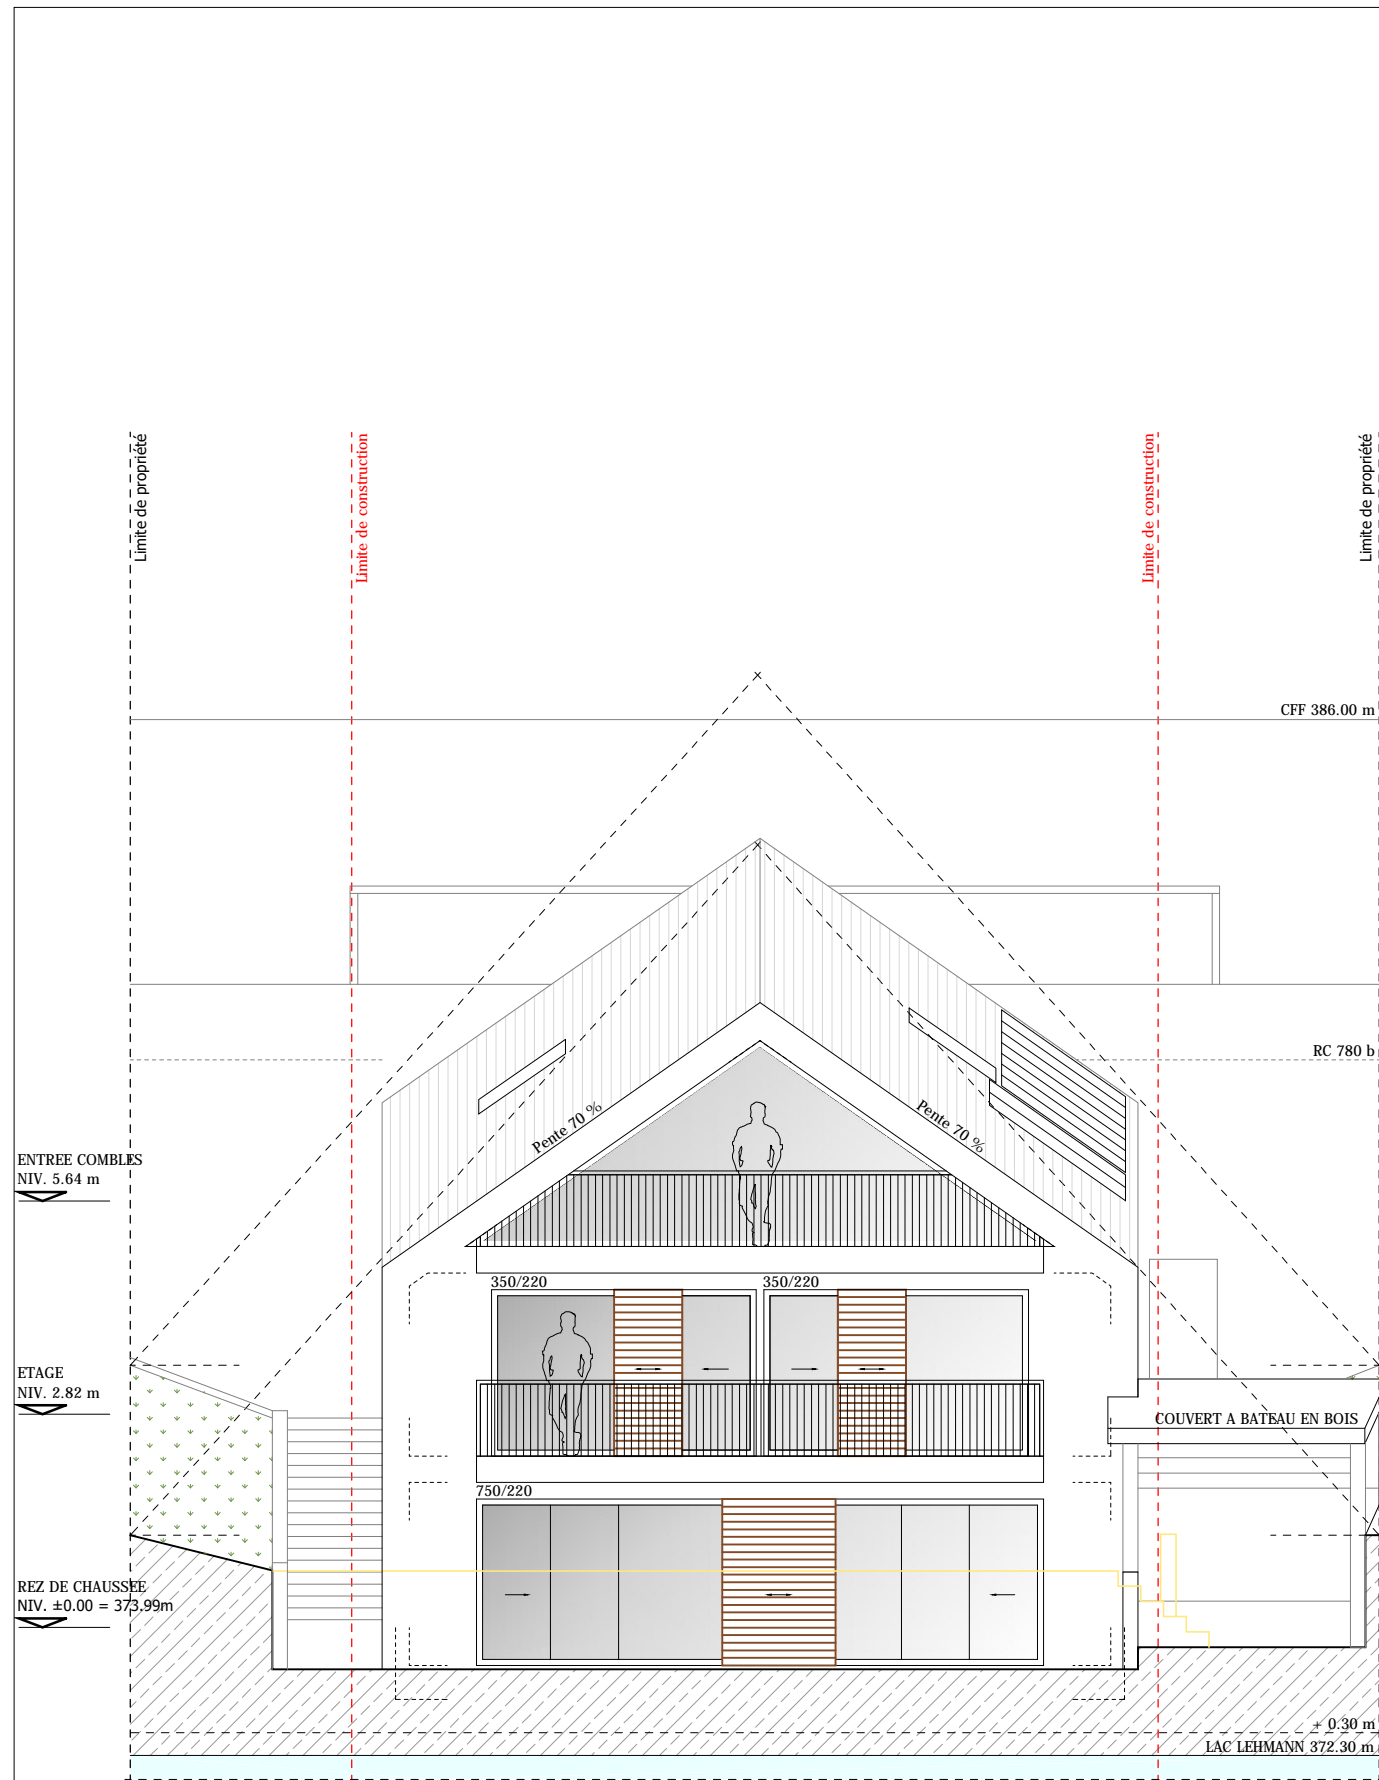 Limite de propriété
Limite de construction
Limite de construction
Limite de propriété
CFF 386.00 m
RC 780 b
Pente 70 %
Pente 70 %
ENTREE COMBLES
NIV. 5.64 m
350/220
350/220
ETAGE
NIV. 2.82 m
COUVERT A BATEAU EN BOIS
750/220
REZ DE CHAUSSEE
NIV. ±0.00 = 373.99m
+ 0.30 m
LAC LEHMANN 372.30 m